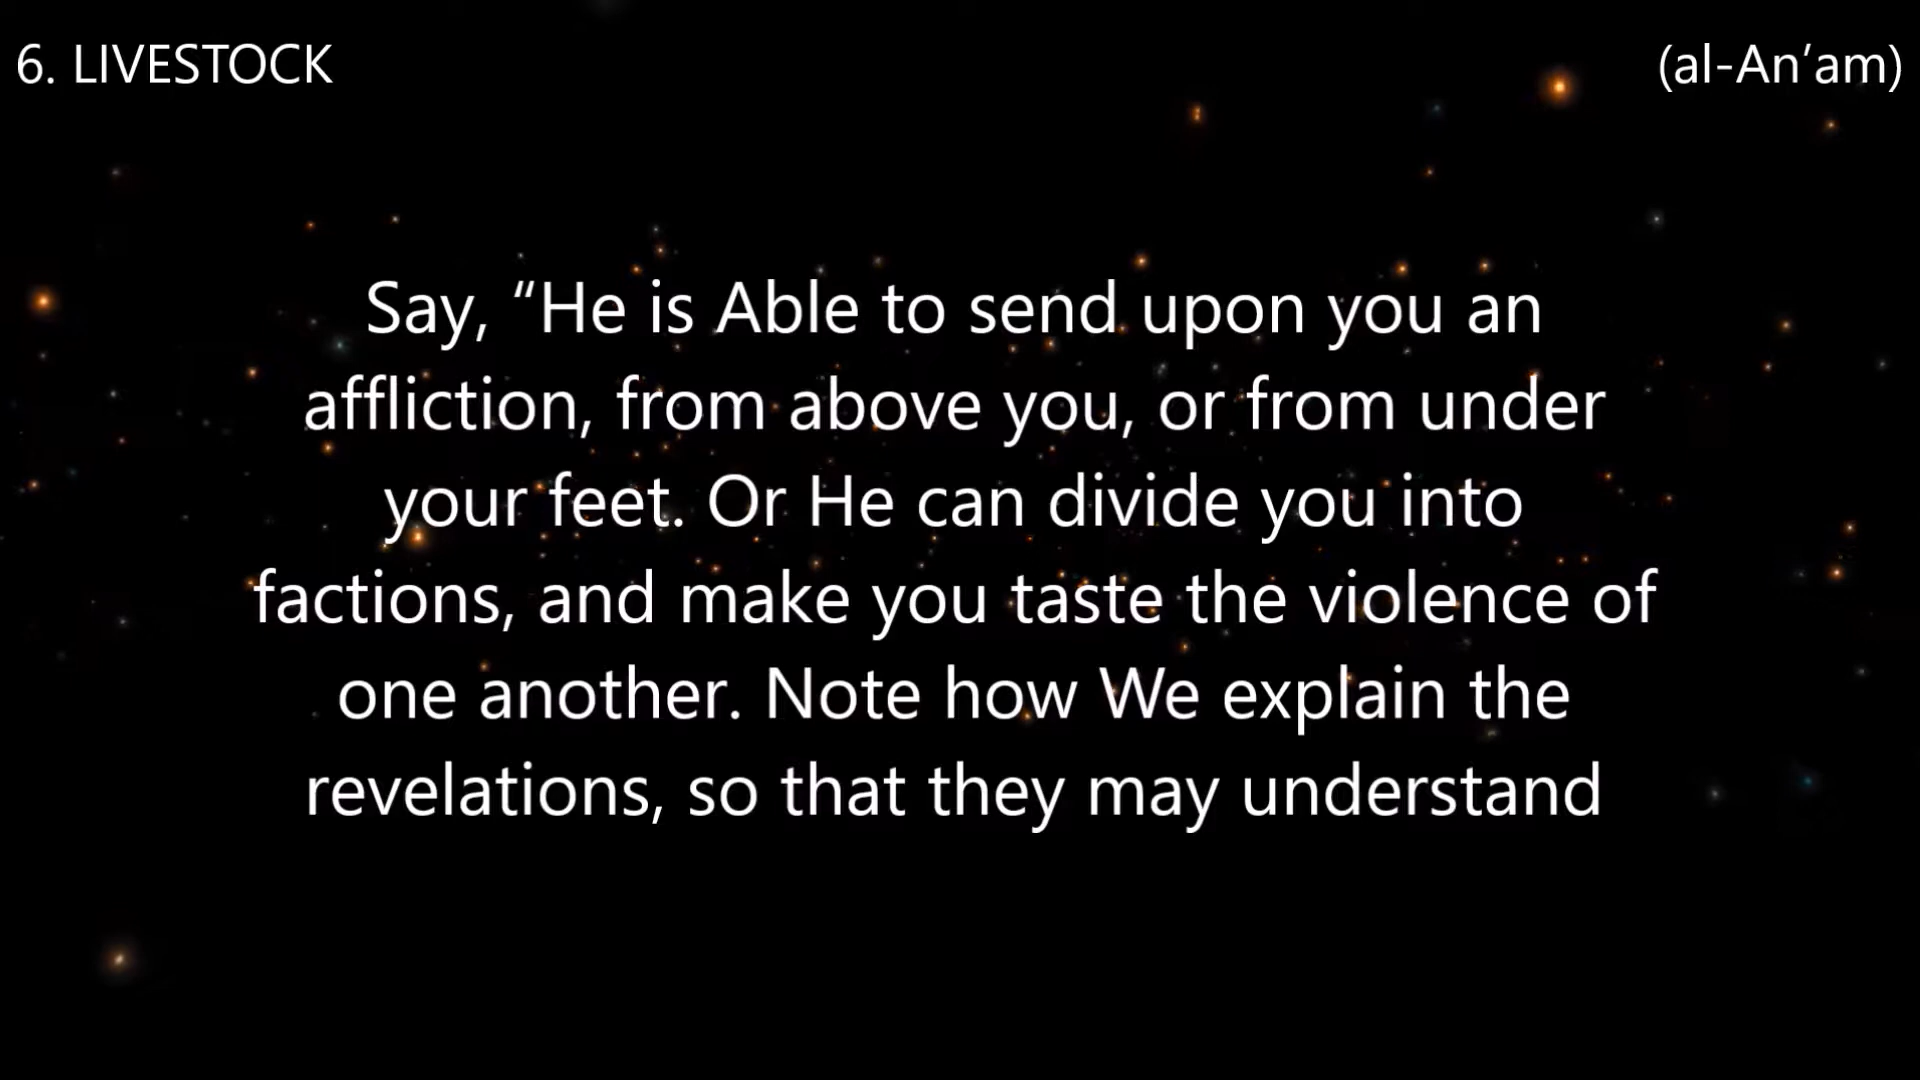 6. LIVESTOCK
(al-An’am)
Say, “He is Able to send upon you an
affliction, from above you, or from under
your feet. Or He can divide you into
factions, and make you taste the violence of
one another. Note how We explain the
revelations, so that they may understand